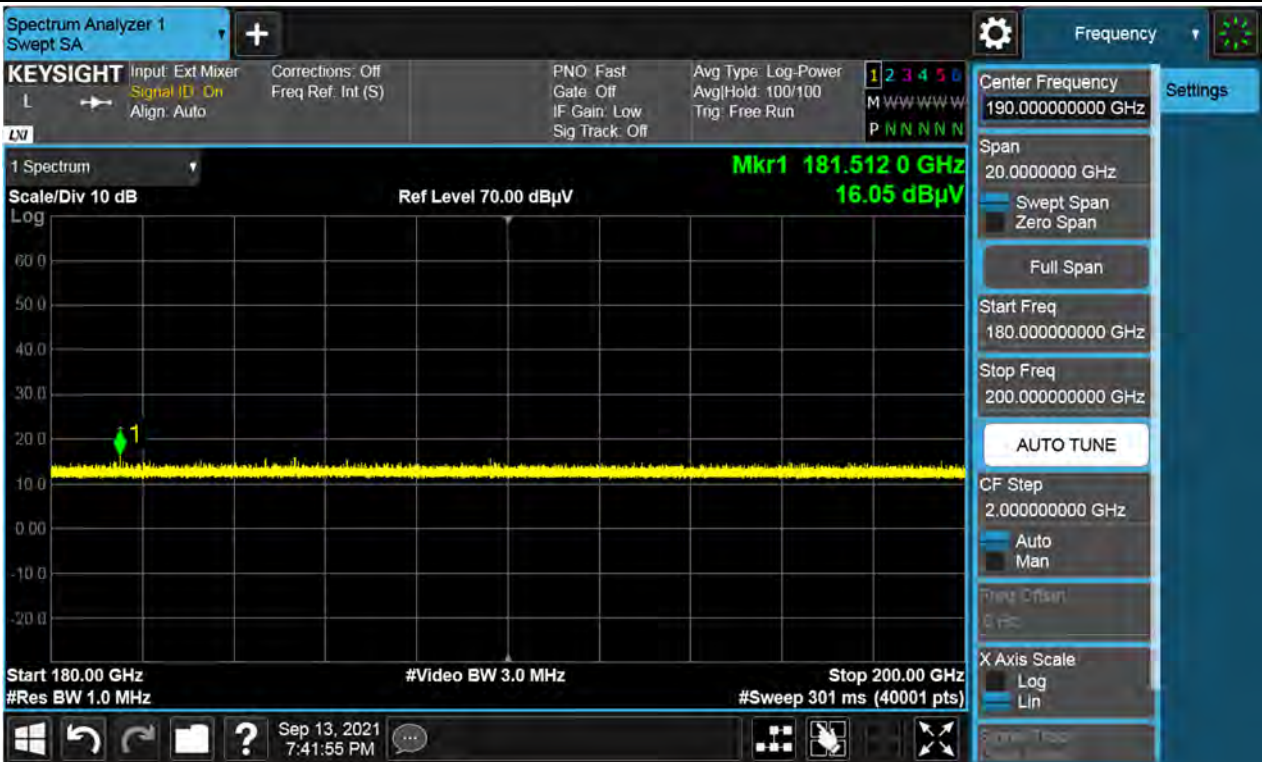 Spectrum Analyzer 1
Swept SA
+
Frequency
KEYSIGHT
L
LXI
Input: Ext Mixer
Signal ID: On
Align: Auto
Corrections: Off
Freq Ref: Int (S)
PNO: Fast
Gate: Off
IF Gain: Low
Sig Track: Off
Avg Type: Log-Power
Avg|Hold: 100/100
Trig: Free Run
1 2 3 4 5 6
M W W W W W
P N N N N N
1 Spectrum
Scale/Div 10 dB
Ref Level 70.00 dBµV
Mkr1 181.512 0 GHz
16.05 dBµV
Log
60.0
50.0
40.0
30.0
20.0
10.0
0.00
-10.0
-20.0
1
Start 180.00 GHz
#Video BW 3.0 MHz
Stop 200.00 GHz
#Res BW 1.0 MHz
#Sweep 301 ms (40001 pts)
Center Frequency
190.000000000 GHz
Settings
Span
20.0000000 GHz
Swept Span
Zero Span
Full Span
Start Freq
180.000000000 GHz
Stop Freq
200.000000000 GHz
AUTO TUNE
CF Step
2.000000000 GHz
Auto
Man
Freq Offset
0 Hz
X Axis Scale
Log
Lin
?
Sep 13, 2021
7:41:55 PM